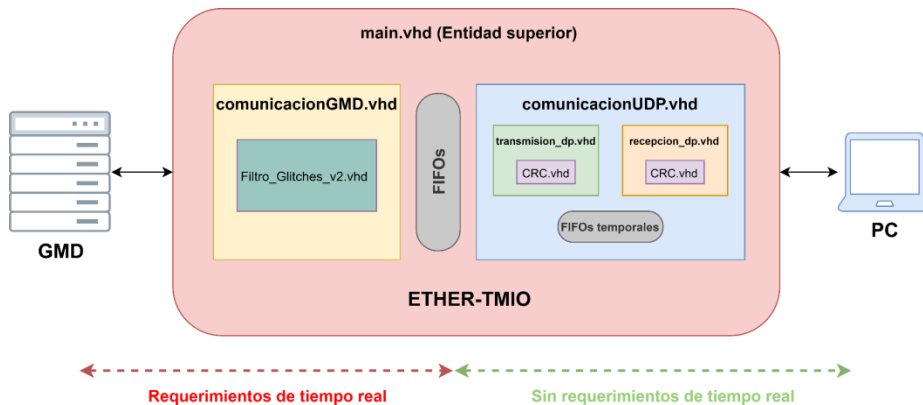 main.vhd (Entidad superior)
comunicacionGMD.vhd
Filtro_Glitches_v2.vhd
FIFOs
comunicacionUDP.vhd
transmision_dp.vhd
CRC.vhd
recepcion_dp.vhd
CRC.vhd
FIFOs temporales
GMD
PC
ETHER-TMIO
Requerimientos de tiempo real
Sin requerimientos de tiempo real